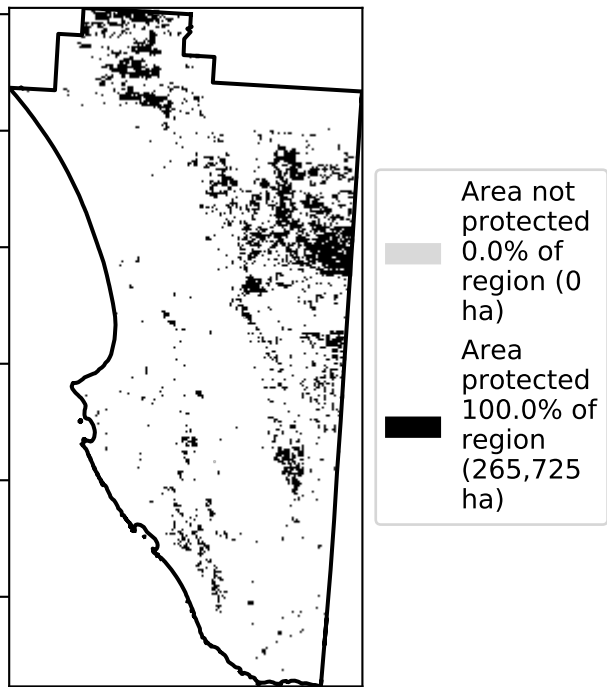 Area not
protected
0.0% of
region (0
ha)
Area
protected
100.0% of
region
(265,725
ha)